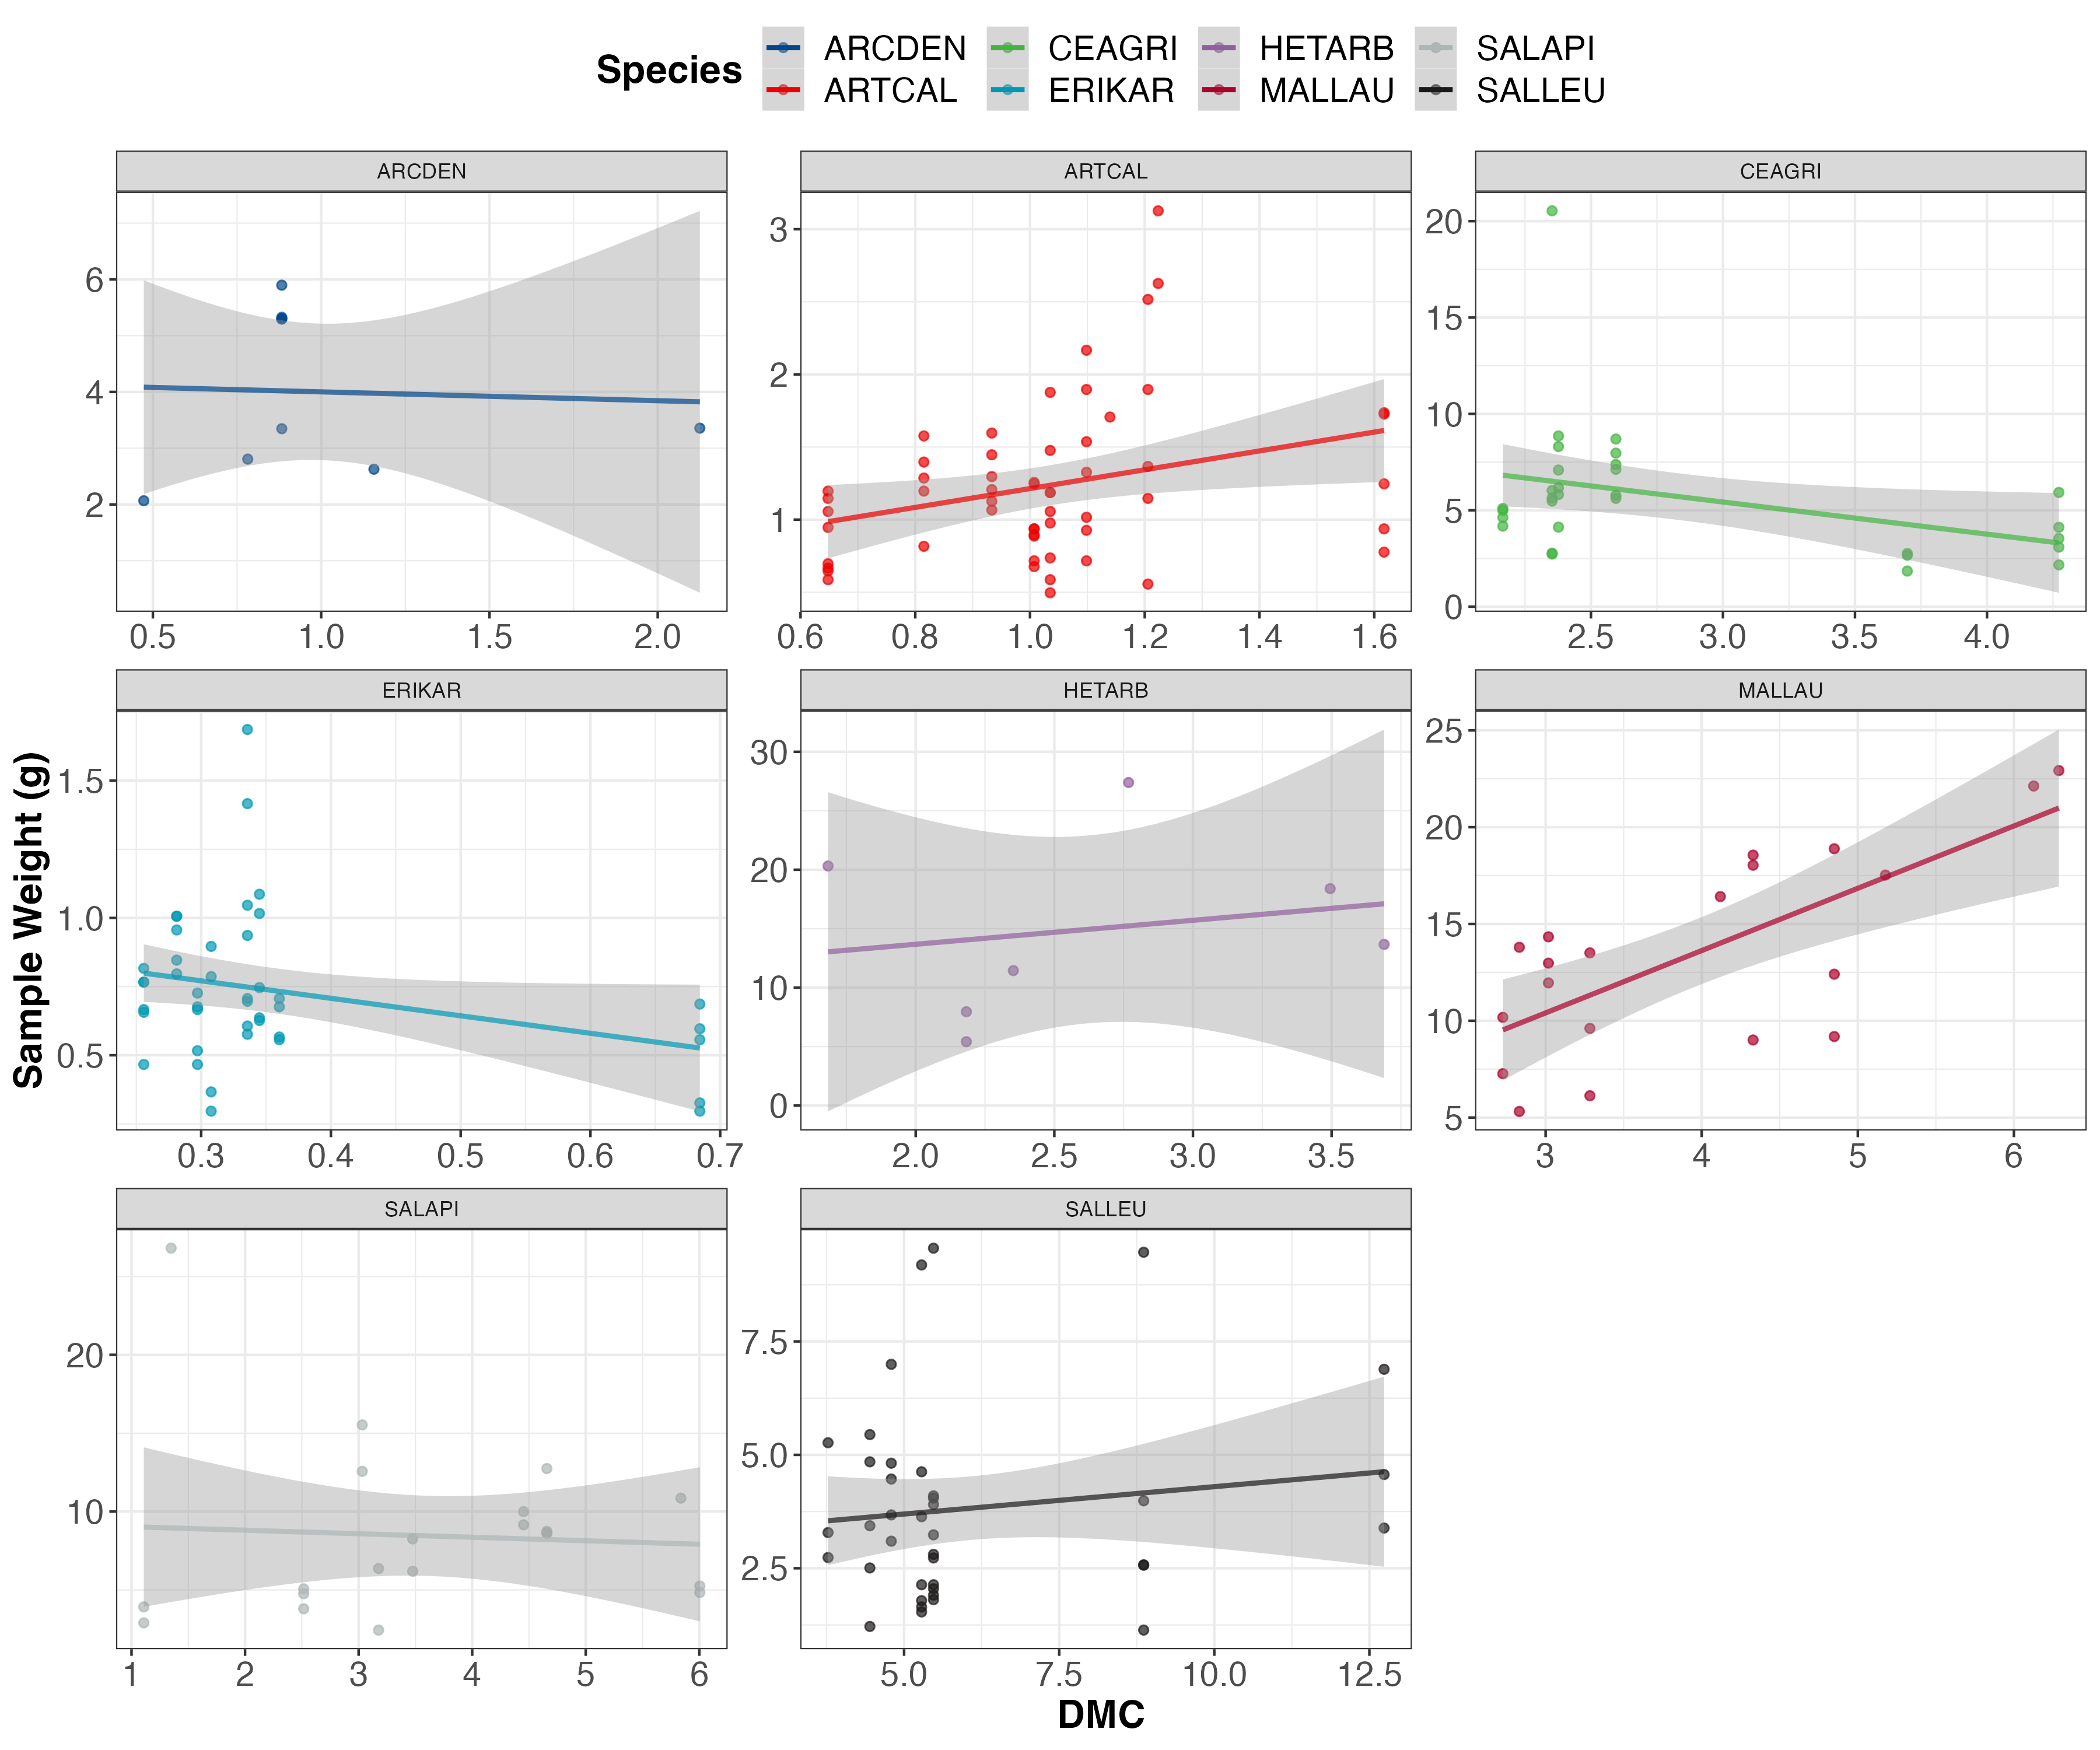 Species ARCDEN CEAGRI HETARB SALAPI
ARTCAL ERIKAR MALLAU SALLEU
ARCDEN ARTCAL CEAGRI
6
4
2
0.5 1.0 1.5 2.0
3
2
1
0.6 0.8 1.0 1.2 1.4 1.6
20
15
10
5
0
2.5 3.0 3.5 4.0
ERIKAR HETARB MALLAU
Sample Weight (g)
1.5
1.0
0.5
0.3 0.4 0.5 0.6 0.7
30
20
10
0
2.0 2.5 3.0 3.5
25
20
15
10
5
3 4 5 6
SALAPI SALLEU
20
10
1 2 3 4 5 6
7.5
5.0
2.5
5.0 7.5 10.0 12.5
DMC